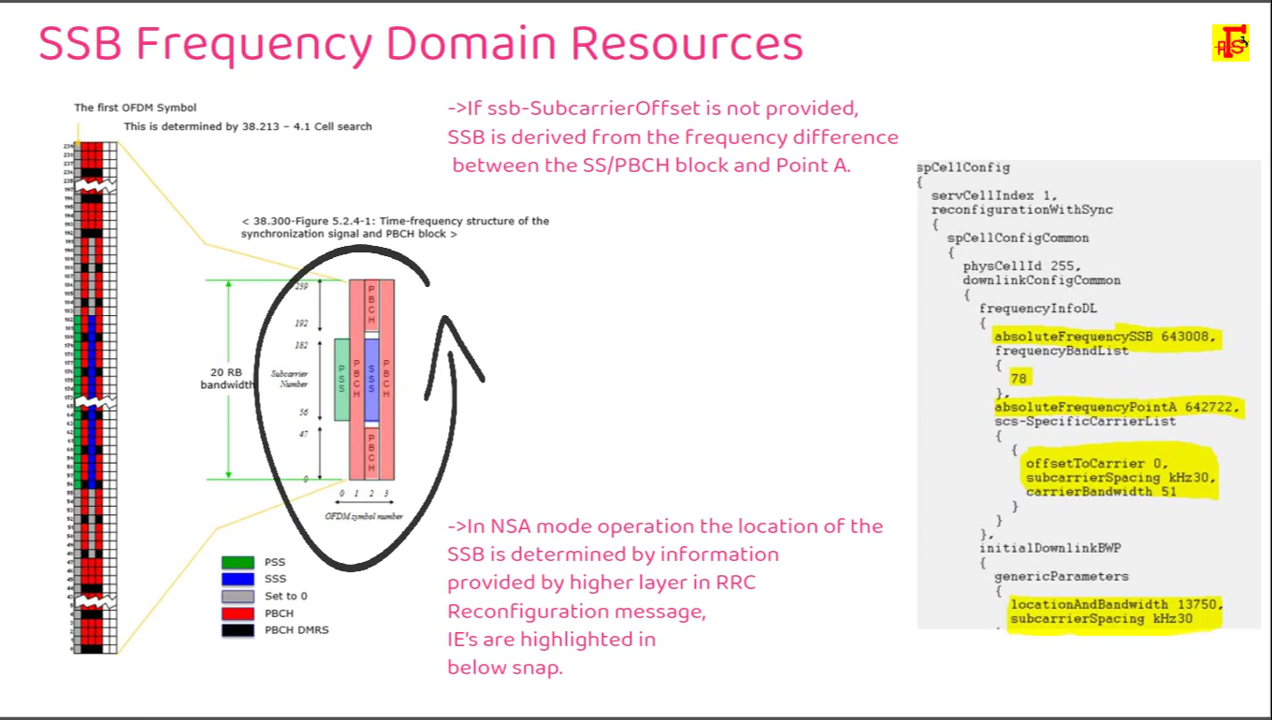 SSB Frequency Domain Resources
The first OFDM Symbol
This is determined by 38.213 – 4.1 Cell search
->If ssb-SubcarrierOffset is not provided,
SSB is derived from the frequency difference
between the SS/PBCH block and Point A.
< 38.300-Figure 5.2.4-1: Time-frequency structure of the
synchronization signal and PBCH block >
239
192
182
56
47
0
Subcarrier
Number
20 RB
bandwidth
PSS
PBCH
PBCH
SSS
PBCH
PBCH
0 1 2 3
OFDM symbol number
PSS
SSS
Set to 0
PBCH
PBCH DMRS
->In NSA mode operation the location of the
SSB is determined by information
provided by higher layer in RRC
Reconfiguration message,
IE's are highlighted in
below snap.
spCellConfig
{
servCellIndex 1,
reconfigurationWithSync
{
spCellConfigCommon
{
physCellId 255,
downlinkConfigCommon
{
frequencyInfoDL
{
absoluteFrequencySSB 643008,
frequencyBandList
{
78
},
absoluteFrequencyPointA 642722,
scs-SpecificCarrierList
{
{
offsetToCarrier 0,
subcarrierSpacing kHz30,
carrierBandwidth 51
}
}
},
initialDownlinkBWP
{
genericParameters
{
locationAndBandwidth 13750,
subcarrierSpacing kHz30